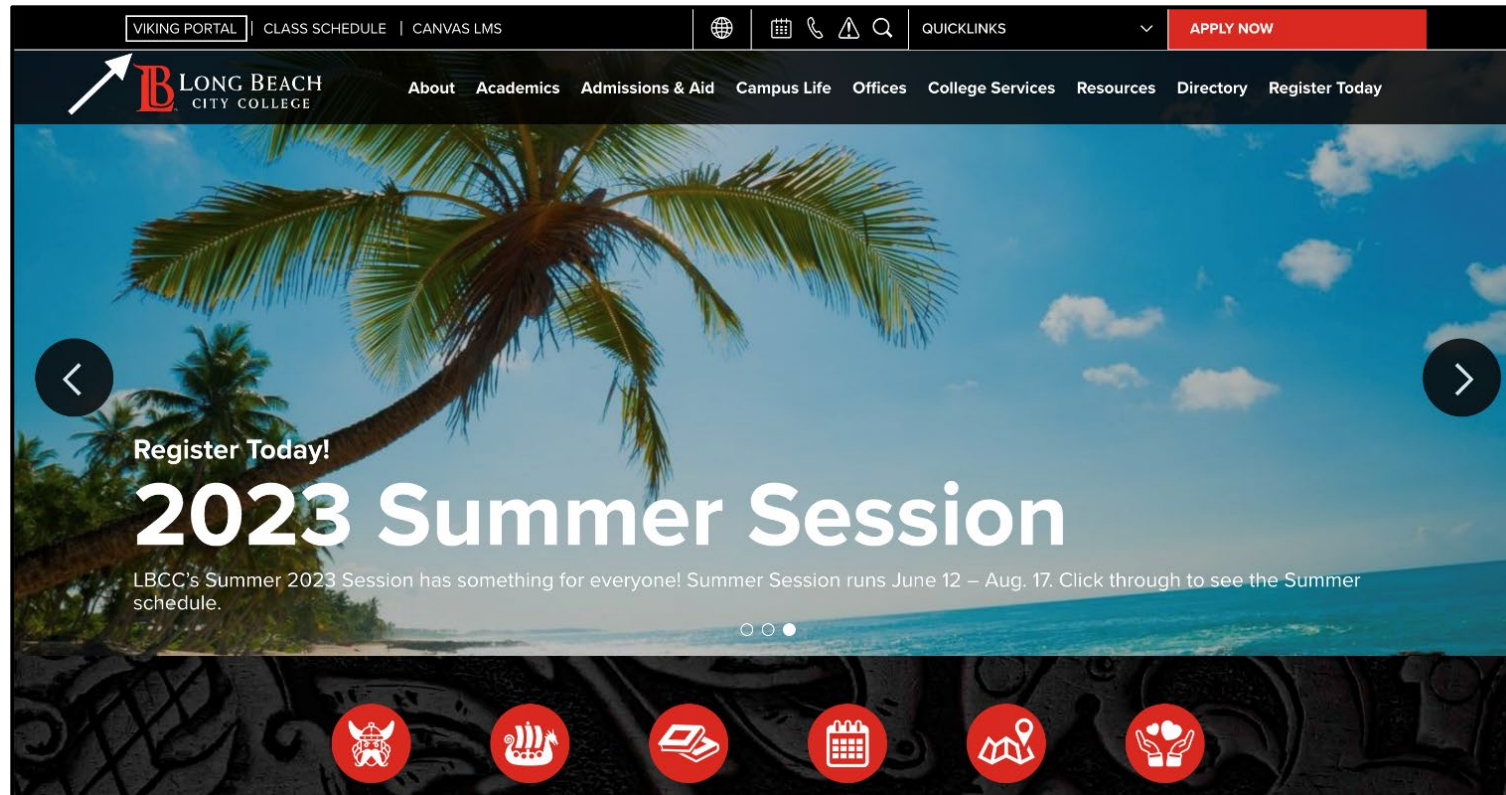 VIKING PORTAL | CLASS SCHEDULE | CANVAS LMS QUICKLINKS APPLY NOW
LB LONG BEACH
CITY COLLEGE
About Academics Admissions & Aid Campus Life Offices College Services Resources Directory Register Today
Register Today!
2023 Summer Session
LBCC's Summer 2023 Session has something for everyone! Summer Session runs June 12 – Aug. 17. Click through to see the Summer
schedule.